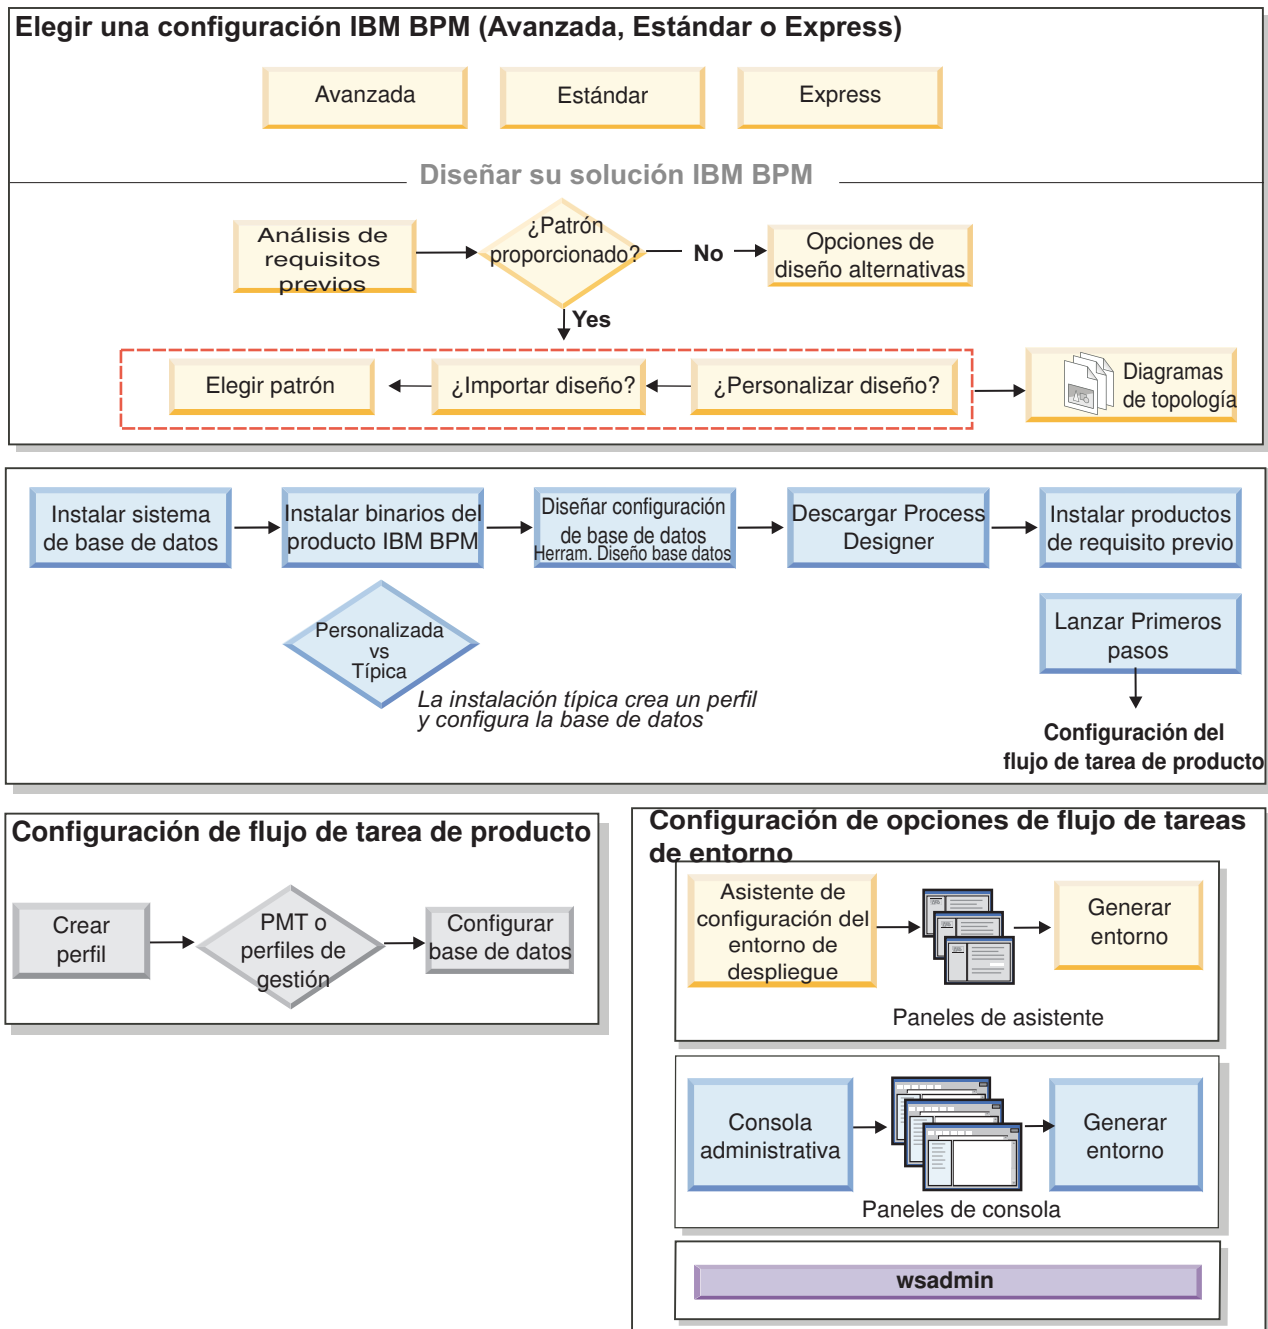 Elegir una configuración IBM BPM (Avanzada, Estándar o Express)
Avanzada
Estándar
Express
Diseñar su solución IBM BPM
Análisis de
requisitos
previos
¿Patrón
proporcionado?
No
Opciones de
diseño alternativas
Yes
Elegir patrón
¿Importar diseño?
¿Personalizar diseño?
Diagramas
de topología
Instalar sistema
de base de datos
Instalar binarios del
producto IBM BPM
Diseñar configuración
de base de datos
Herram. Diseño base datos
Descargar Process
Designer
Instalar productos
de requisito previo
Personalizada
vs
Típica
La instalación típica crea un perfil
y configura la base de datos
Lanzar Primeros
pasos
Configuración del
flujo de tarea de producto
Configuración de flujo de tarea de producto
Crear
perfil
PMT o
perfiles de
gestión
Configurar
base de datos
Configuración de opciones de flujo de tareas
de entorno
Asistente de
configuración del
entorno de
despliegue
Generar
entorno
Paneles de asistente
Consola
administrativa
Generar
entorno
Paneles de consola
wsadmin